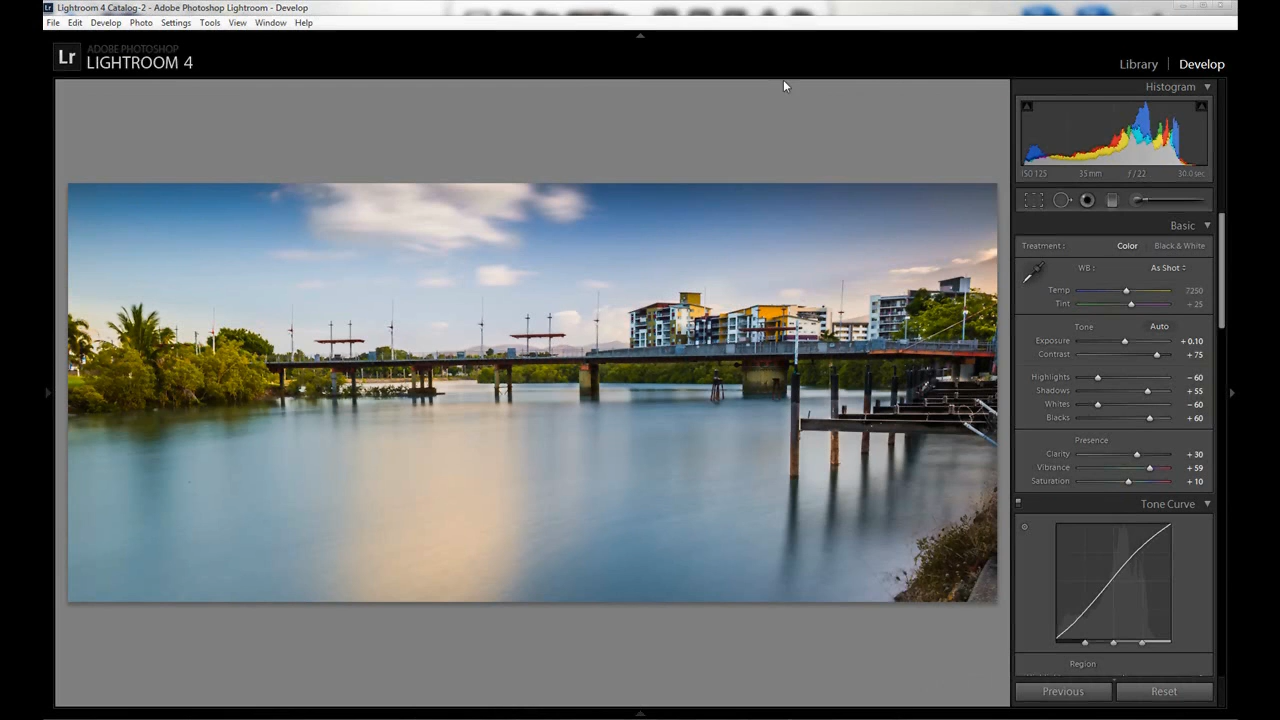 Lightroom 4 Catalog-2 - Adobe Photoshop Lightroom - Develop
File Edit Develop Photo Settings Tools View Window Help
Lr ADOBE PHOTOSHOP
LIGHTROOM 4
Library | Develop
Histogram
ISO 125 35 mm f / 22 30.0 sec
Basic
Treatment : Color Black & White
WB : As Shot
Temp 7250
Tint + 25
Tone Auto
Exposure + 0.10
Contrast + 75
Highlights – 60
Shadows + 55
Whites – 60
Blacks + 60
Presence
Clarity + 30
Vibrance + 59
Saturation + 10
Tone Curve
Region
Previous Reset